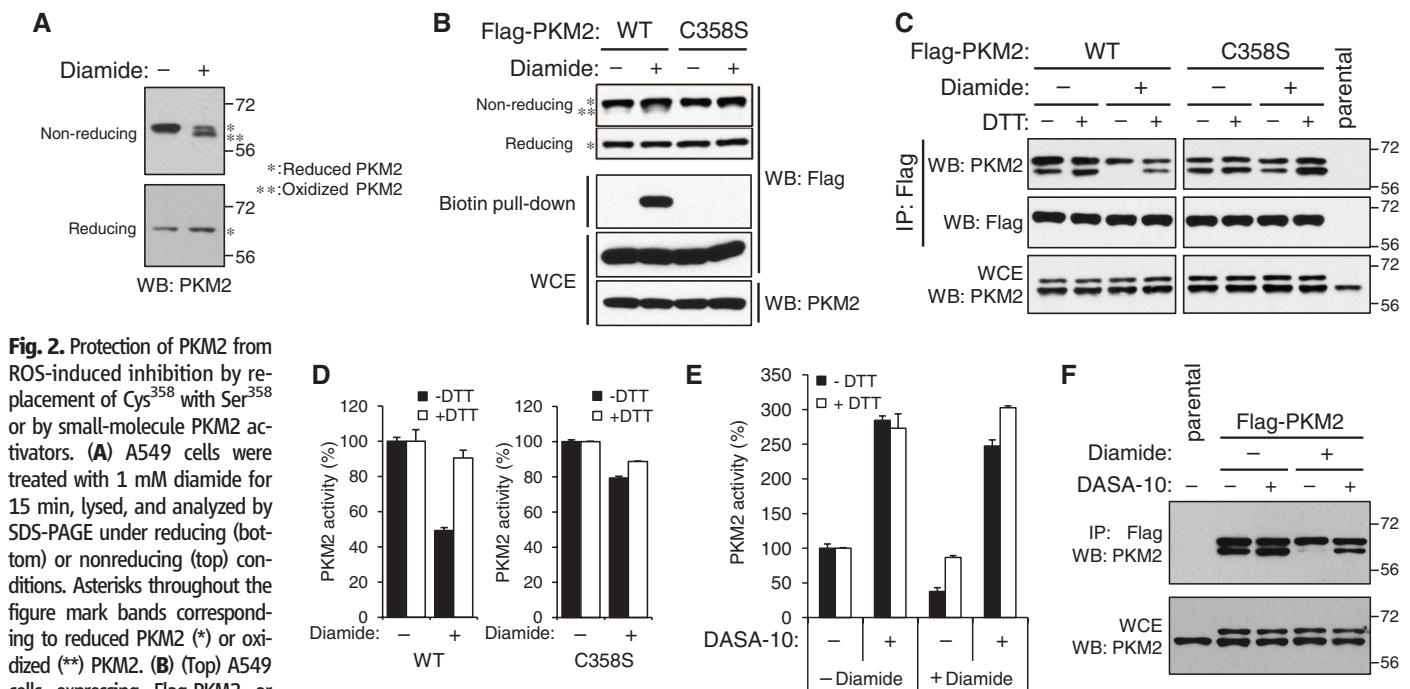 A
Diamide: – +
Non-reducing
72
*
**
56
*:Reduced PKM2
**:Oxidized PKM2
72
Reducing
*
56
WB: PKM2
B
Flag-PKM2: WT C358S
Diamide: – + – +
Non-reducing *
**
Reducing *
WB: Flag
Biotin pull-down
WCE
WB: PKM2
C
Flag-PKM2: WT C358S parental
Diamide: – + – +
DTT: – + – + – + – +
IP: Flag
WB: PKM2
72
56
WB: Flag
72
56
WCE
WB: PKM2
72
56
Fig. 2. Protection of PKM2 from
ROS-induced inhibition by re-
placement of Cys358 with Ser358
or by small-molecule PKM2 ac-
tivators. (A) A549 cells were
treated with 1 mM diamide for
15 min, lysed, and analyzed by
SDS-PAGE under reducing (bot-
tom) or nonreducing (top) con-
ditions. Asterisks throughout the
figure mark bands correspond-
ing to reduced PKM2 (*) or oxi-
dized (**) PKM2. (B) (Top) A549
cells expressing Flag-PKM2 or
D
-DTT
+DTT
PKM2 activity (%)
120
100
80
60
40
20
0
Diamide: – +
WT
-DTT
+DTT
PKM2 activity (%)
120
100
80
60
40
20
0
Diamide: – +
C358S
E
- DTT
+ DTT
PKM2 activity (%)
350
300
250
200
150
100
50
0
DASA-10: – + – +
– Diamide + Diamide
F
parental
Flag-PKM2
Diamide: – +
DASA-10: – – + – +
IP: Flag
WB: PKM2
72
56
WCE
WB: PKM2
72
56